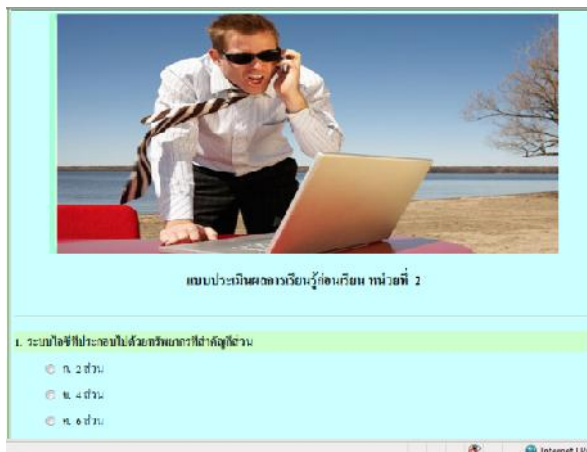 แบบประเมินผลการเรียนรู้ก่อนเรียน หน่วยที่ 2
1. ระบบไอซีทีประกอบไปด้วยทรัพยากรที่สำคัญกี่ส่วน
ก. 2 ส่วน
ข. 4 ส่วน
ค. 6 ส่วน
Internet